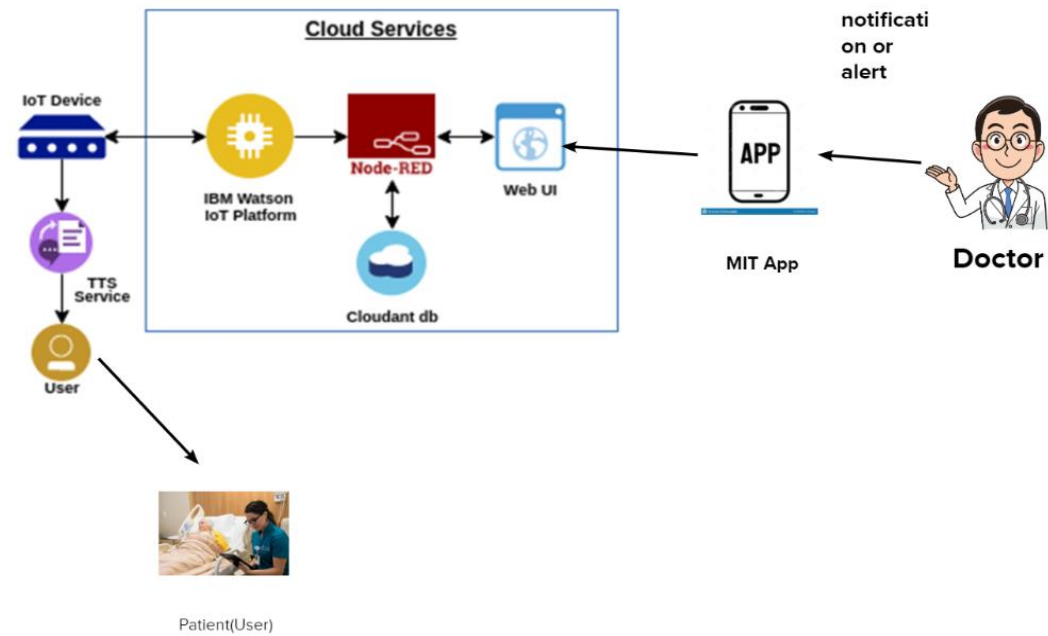 Cloud Services
notificati
on or
alert
IoT Device
IBM Watson
IoT Platform
Node-RED
Web UI
APP
MIT App
Doctor
TTS
Service
Cloudant db
User
Patient(User)